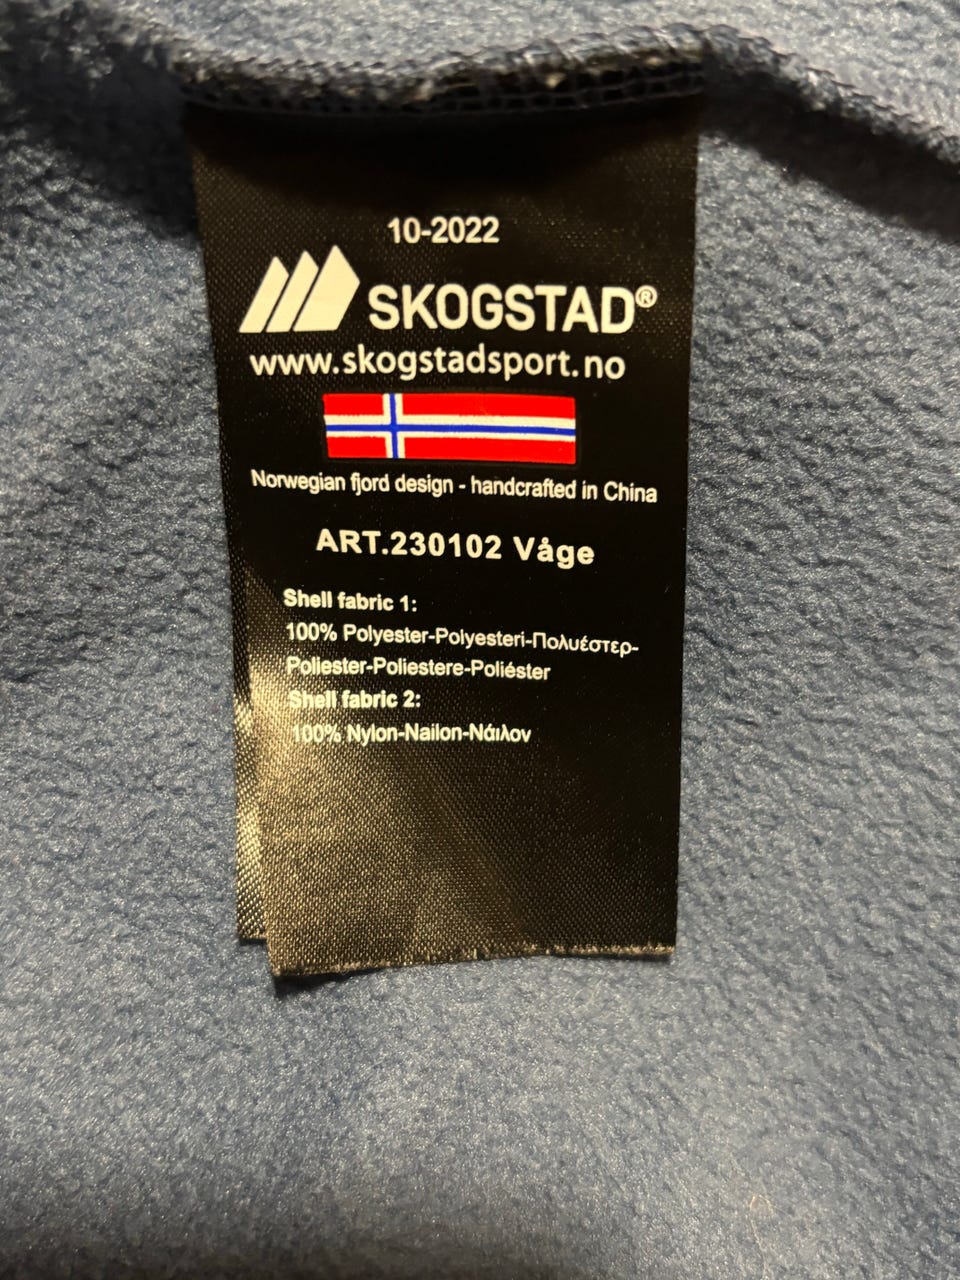 10-2022
SKOGSTAD®
www.skogstadsport.no
Norwegian fjord design - handcrafted in China
ART.230102 Våge
Shell fabric 1:
100% Polyester-Polyesteri-Πολυέστερ-
Poliester-Poliestere-Poliéster
Shell fabric 2:
100% Nylon-Nailon-Νάιλον